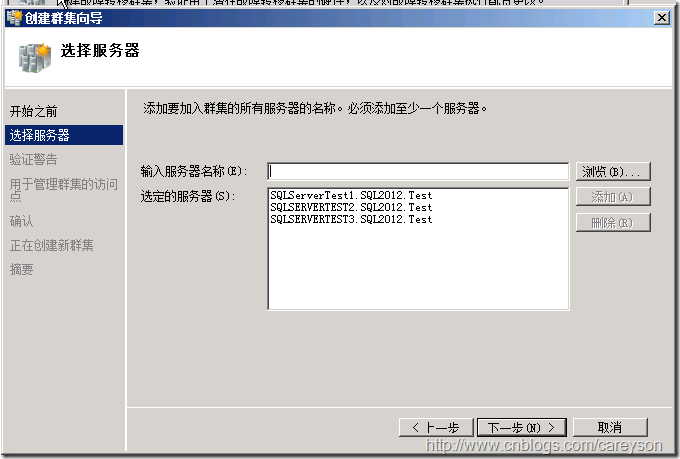 创建群集向导
选择服务器
开始之前
选择服务器
验证警告
用于管理群集的访问
点
确认
正在创建新群集
摘要
添加要加入群集的所有服务器的名称。必须添加至少一个服务器。
输入服务器名称(E):
浏览(B)...
选定的服务器(S):
SQLServerTest1.SQL2012.Test
SQLSERVERTEST2.SQL2012.Test
SQLSERVERTEST3.SQL2012.Test
添加(A)
删除(R)
< 上一步
下一步(N) >
取消
http://www.cnblogs.com/careyson